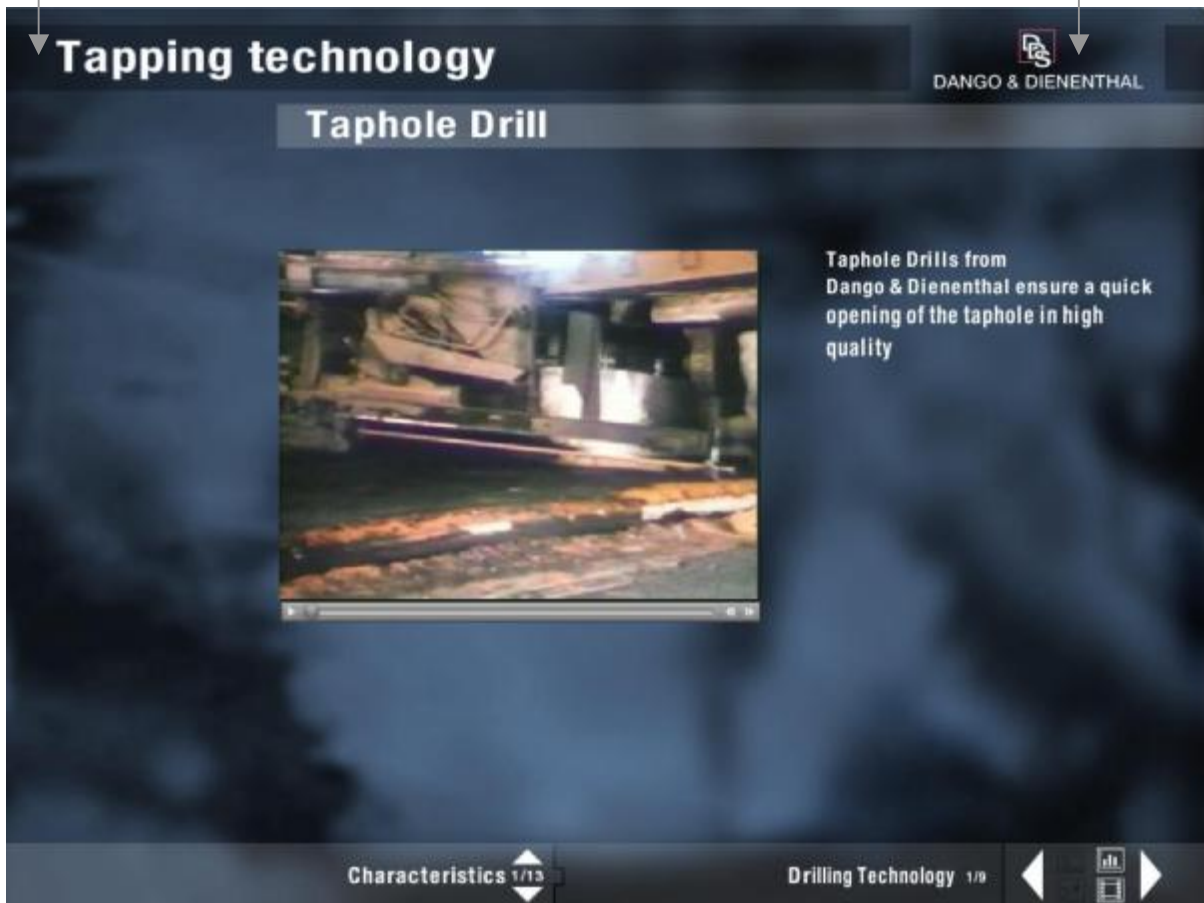 Tapping technology
DDS
DANGO & DIENENTHAL
Taphole Drill
Taphole Drills from
Dango & Dienenthal ensure a quick
opening of the taphole in high
quality
Characteristics 1/13
Drilling Technology 1/9